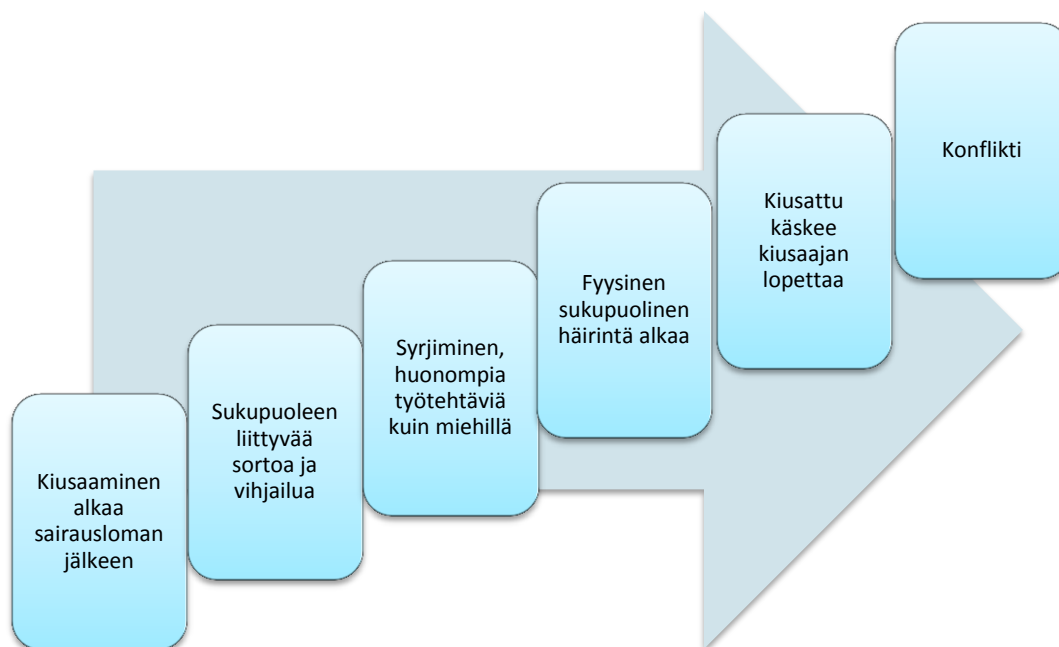 Kiusaaminen
alkaa
sairausloman
jälkeen
Sukupuoleen
liittyvää
sortoa ja
vihjailua
Syrjiminen,
huonompia
työtehtäviä
kuin miehillä
Fyysinen
sukupuolinen
häirintä alkaa
Kiusattu
käskee
kiusaajan
lopettaa
Konflikti